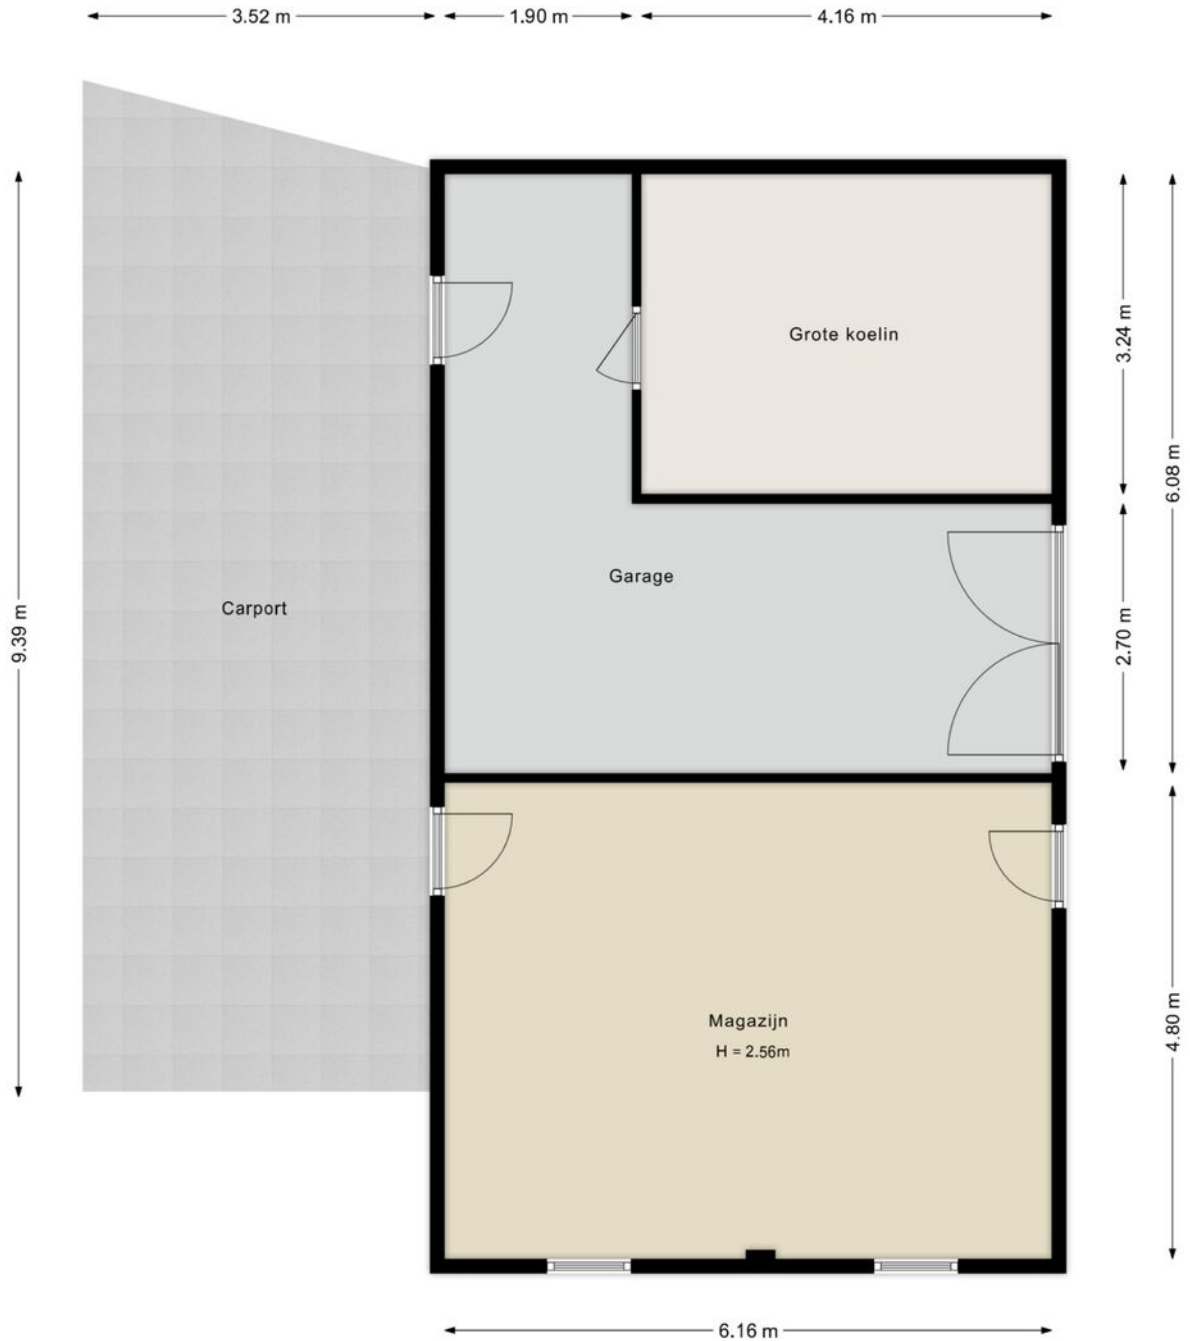 3.52 m
1.90 m
4.16 m
Grote koelin
3.24 m
6.08 m
Garage
Carport
9.39 m
2.70 m
Magazijn
H = 2.56m
4.80 m
6.16 m